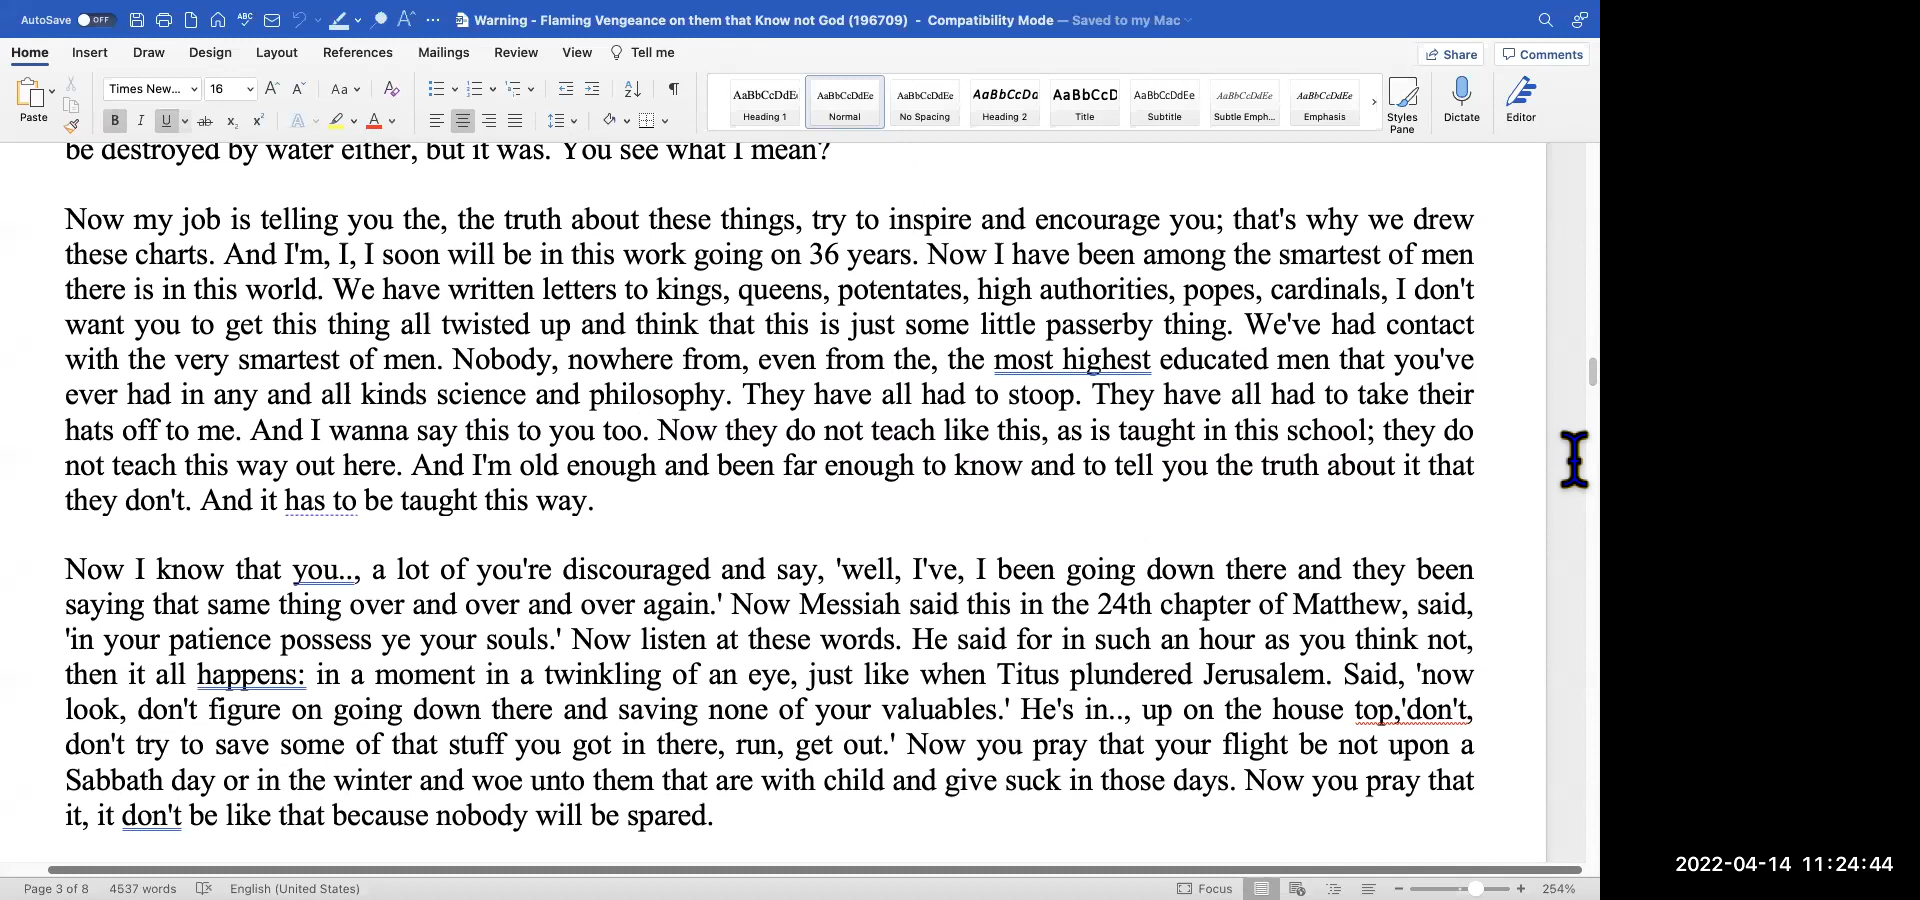 AutoSave OFF ABC A ... Warning - Flaming Vengeance on them that Know not God (196709) - Compatibility Mode — Saved to my Mac
Home Insert Draw Design Layout References Mailings Review View Tell me Share Comments
Paste Times New... 16 A A Aa A AaBbCcDdEe AaBbCcDdEe AaBbCcDdEe AaBbCcDc AaBbCcD AaBbCcDdEe AaBbCcDdEe AaBbCcDdEe
B I U ab x₂ x² A A Heading 1 Normal No Spacing Heading 2 Title Subtitle Subtle Emph... Emphasis Styles Pane Dictate Editor
be destroyed by water either, but it was. You see what I mean?
Now my job is telling you the, the truth about these things, try to inspire and encourage you; that's why we drew
these charts. And I'm, I, I soon will be in this work going on 36 years. Now I have been among the smartest of men
there is in this world. We have written letters to kings, queens, potentates, high authorities, popes, cardinals, I don't
want you to get this thing all twisted up and think that this is just some little passerby thing. We've had contact
with the very smartest of men. Nobody, nowhere from, even from the, the most highest educated men that you've
ever had in any and all kinds science and philosophy. They have all had to stoop. They have all had to take their
hats off to me. And I wanna say this to you too. Now they do not teach like this, as is taught in this school; they do
not teach this way out here. And I'm old enough and been far enough to know and to tell you the truth about it that
they don't. And it has to be taught this way.
Now I know that you.., a lot of you're discouraged and say, 'well, I've, I been going down there and they been
saying that same thing over and over and over again.' Now Messiah said this in the 24th chapter of Matthew, said,
'in your patience possess ye your souls.' Now listen at these words. He said for in such an hour as you think not,
then it all happens: in a moment in a twinkling of an eye, just like when Titus plundered Jerusalem. Said, 'now
look, don't figure on going down there and saving none of your valuables.' He's in.., up on the house top,'don't,
don't try to save some of that stuff you got in there, run, get out.' Now you pray that your flight be not upon a
Sabbath day or in the winter and woe unto them that are with child and give suck in those days. Now you pray that
it, it don't be like that because nobody will be spared.
2022-04-14 11:24:44
Page 3 of 8 4537 words English (United States) Focus 254%